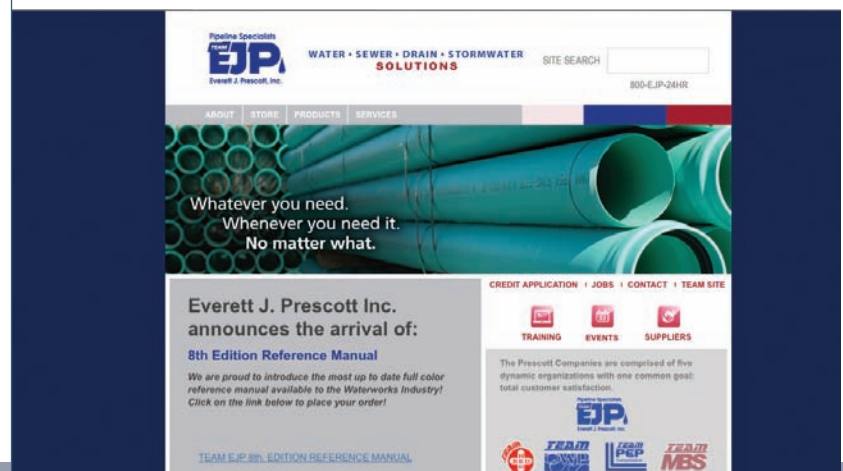 Pipeline Specialists
TEAM
EJP
Everett J. Prescott, Inc.
WATER • SEWER • DRAIN • STORMWATER
SOLUTIONS
SITE SEARCH
800-EJP-24HR
ABOUT STORE PRODUCTS SERVICES
Whatever you need.
Whenever you need it.
No matter what.
CREDIT APPLICATION JOBS CONTACT TEAM SITE
TRAINING EVENTS SUPPLIERS
Everett J. Prescott Inc.
announces the arrival of:
8th Edition Reference Manual
We are proud to introduce the most up to date full color
reference manual available to the Waterworks Industry!
Click on the link below to place your order!
TEAM EJP 8th. EDITION REFERENCE MANUAL
The Prescott Companies are comprised of five
dynamic organizations with one common goal:
total customer satisfaction.
Pipeline Specialists
TEAM
EJP
Everett J. Prescott, Inc.
TEAM
TEAM
PEP
TEAM
MBS